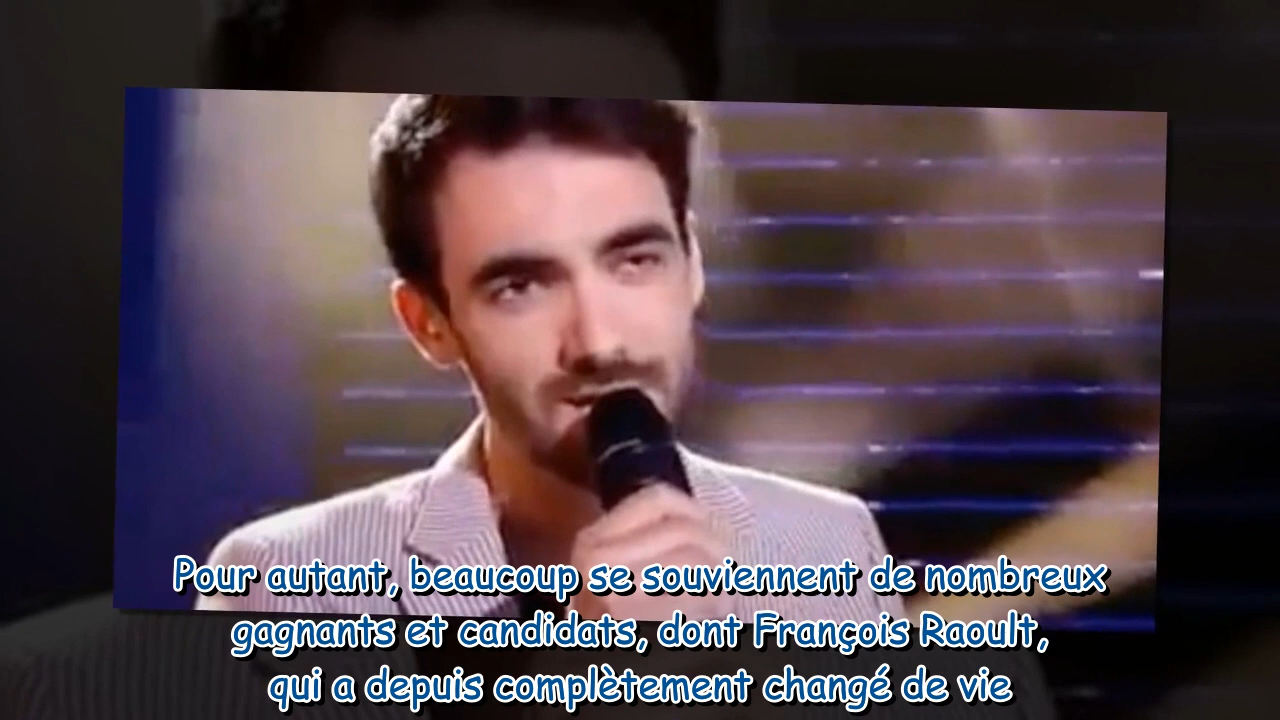 Pour autant, beaucoup se souviennent de nombreux
gagnants et candidats, dont François Raoult,
qui a depuis complètement changé de vie